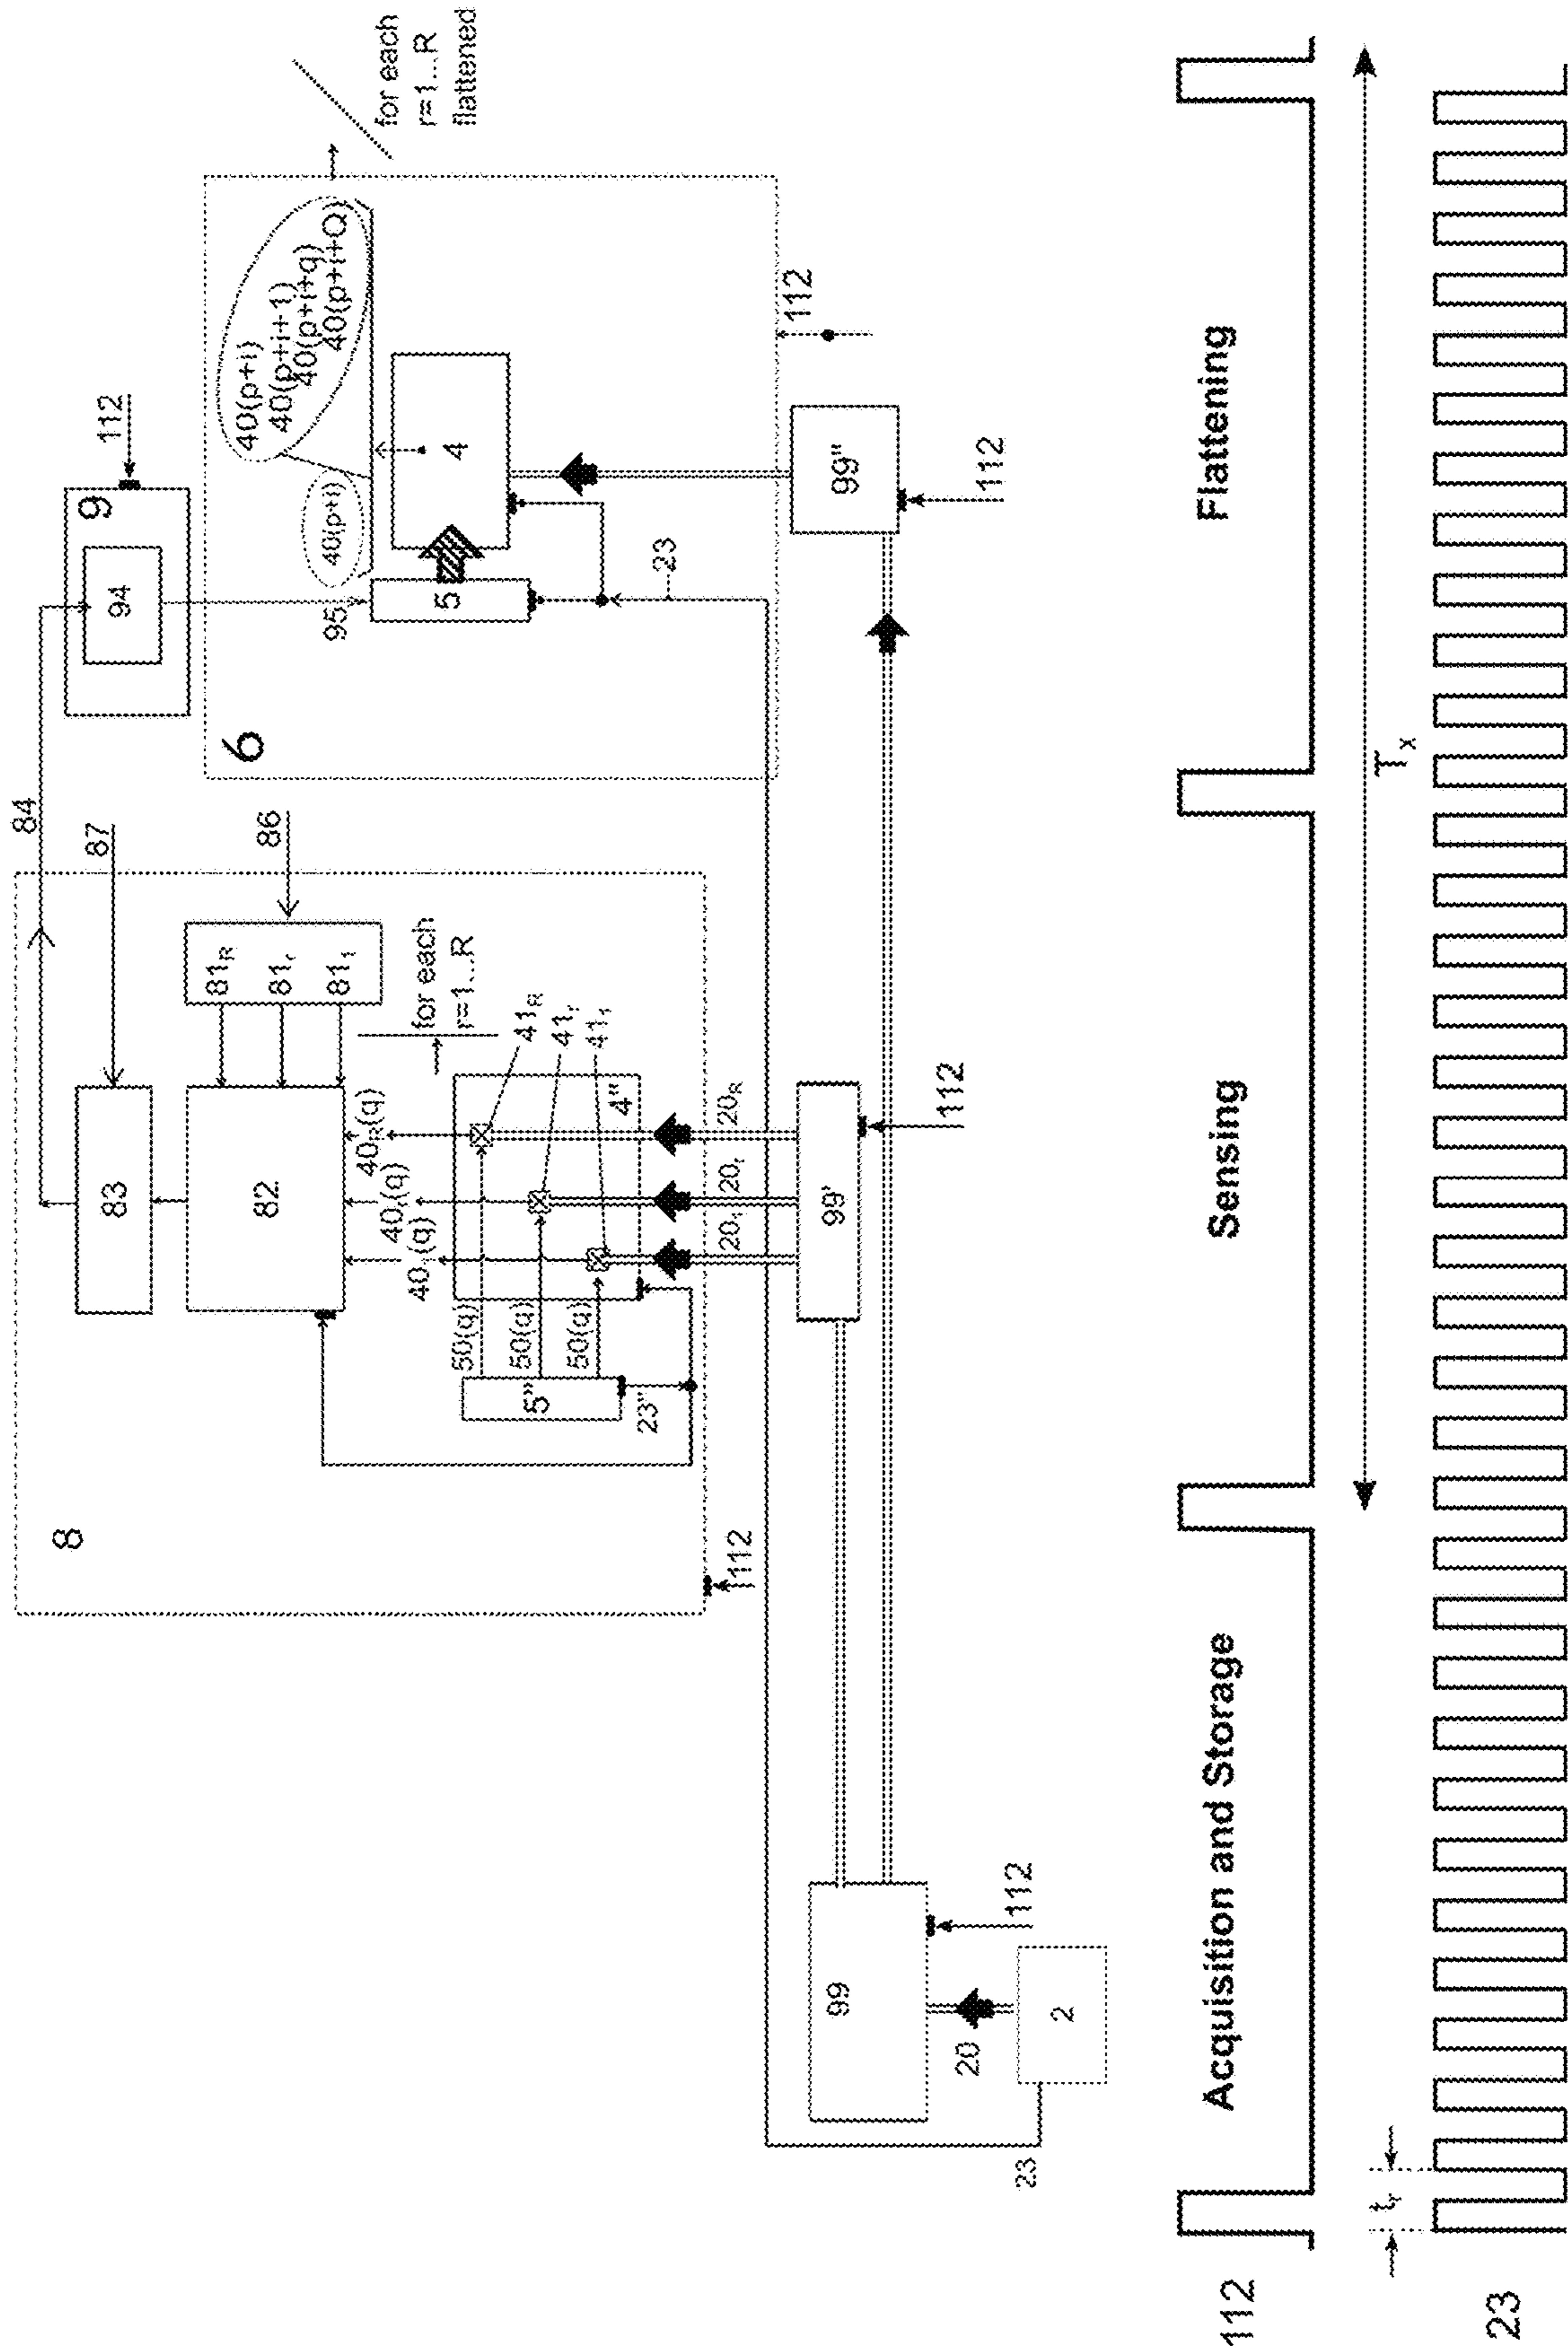 8
84
87
86
83
82
81R
81r
811
for each
r=1...R
40R(q)
40r(q)
401(q)
41R
41r
411
4"
50(q)
50(q)
50(q)
5"
23"
112
9
94
112
95
6
5
4
40(p+i)
40(p+i)
40(p+i+1)
40(p+i+q)
40(p+i+Q)
for each
r=1...R
flattened
23
112
99"
112
99'
112
20R
20r
201
99
112
20
2
23
Acquisition and Storage
Sensing
Flattening
112
Tx
tr
23